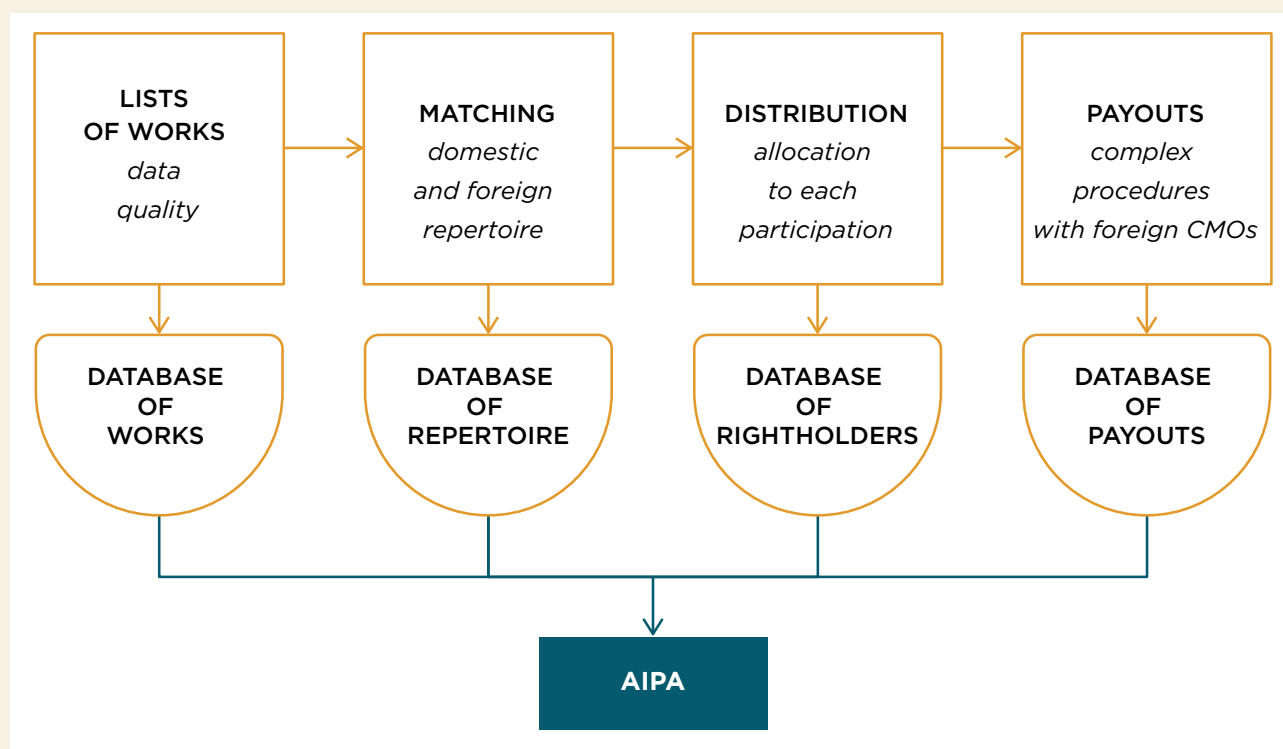 LISTS
OF WORKS
data
quality
MATCHING
domestic
and foreign
repertoire
DISTRIBUTION
allocation
to each
participation
PAYOUTS
complex
procedures
with foreign CMOs
DATABASE
OF
WORKS
DATABASE
OF
REPERTOIRE
DATABASE
OF
RIGHTHOLDERS
DATABASE
OF
PAYOUTS
AIPA